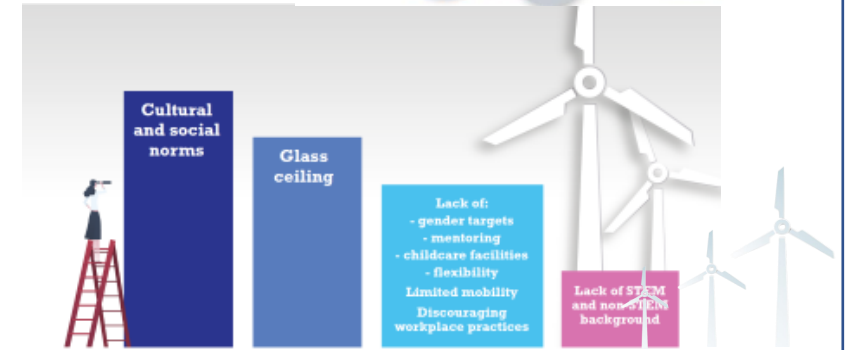 Cultural
and social
norms
Glass
ceiling
Lack of:
- gender targets
- mentoring
- childcare facilities
- flexibility
Limited mobility
Discouraging
workplace practices
Lack of STEM
and non-STEM
background